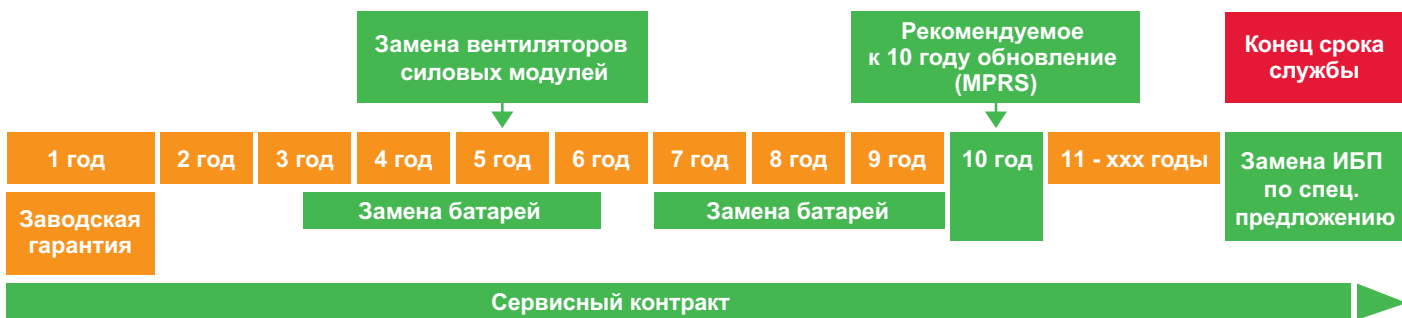 Замена вентиляторов
силовых модулей
Рекомендуемое
к 10 году обновление
(MPRS)
Конец срока
службы
1 год
2 год
3 год
4 год
5 год
6 год
7 год
8 год
9 год
10 год
11 - xxx годы
Замена ИБП
по спец.
предложению
Заводская
гарантия
Замена батарей
Замена батарей
Сервисный контракт